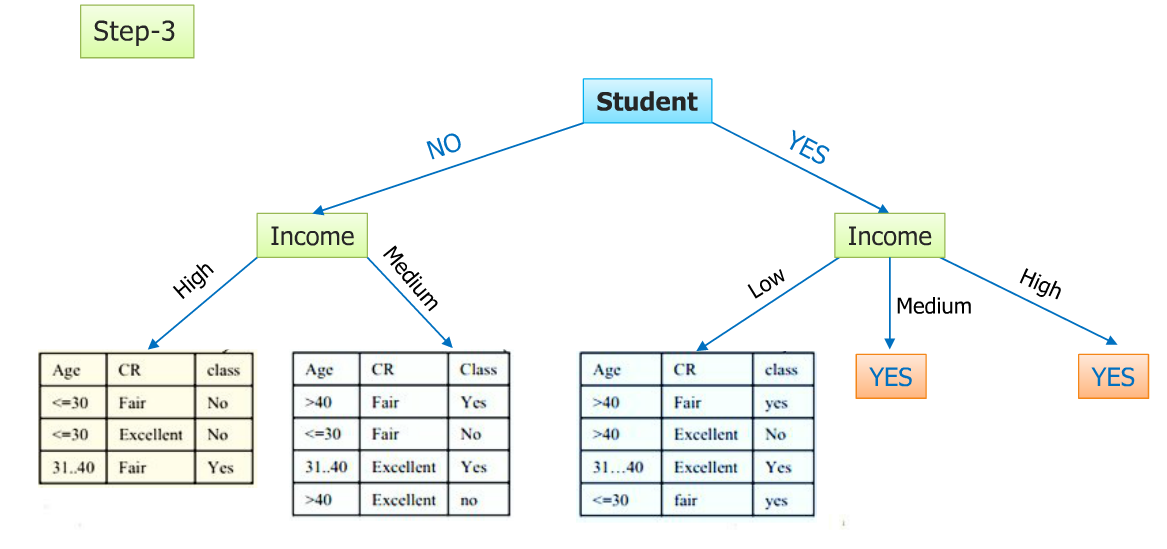 Step-3
Student
NO
YES
Income
Income
High
Medium
Low
Medium
High
Age CR class
<=30 Fair No
<=30 Excellent No
31..40 Fair Yes
Age CR Class
>40 Fair Yes
<=30 Fair No
31..40 Excellent Yes
>40 Excellent no
Age CR class
>40 Fair yes
>40 Excellent No
31...40 Excellent Yes
<=30 fair yes
YES
YES